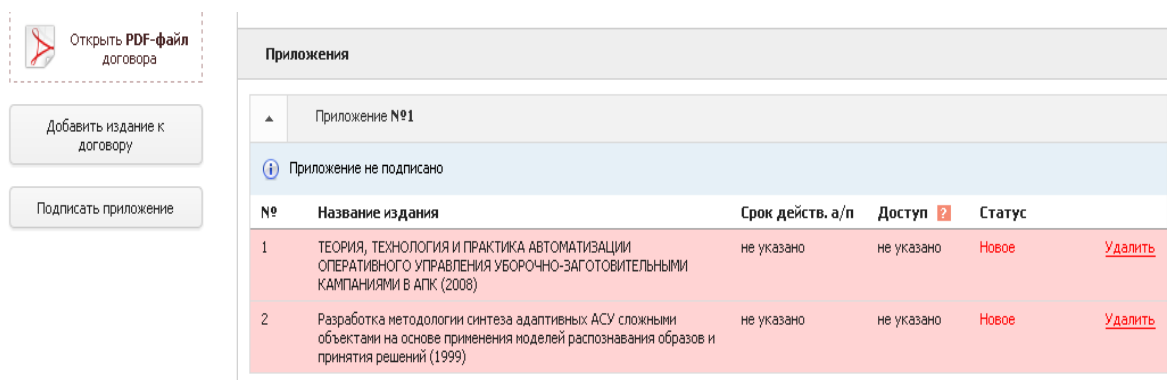 Открыть PDF-файл
договора
Добавить издание к
договору
Подписать приложение
Приложения
Приложение №1
Приложение не подписано
№ Название издания Срок действ. а/п Доступ ? Статус
1 ТЕОРИЯ, ТЕХНОЛОГИЯ И ПРАКТИКА АВТОМАТИЗАЦИИ не указано не указано Новое Удалить
ОПЕРАТИВНОГО УПРАВЛЕНИЯ УБОРОЧНО-ЗАГОТОВИТЕЛЬНЫМИ
КАМПАНИЯМИ В АПК (2008)
2 Разработка методологии синтеза адаптивных АСУ сложными не указано не указано Новое Удалить
объектами на основе применения моделей распознавания образов и
принятия решений (1999)